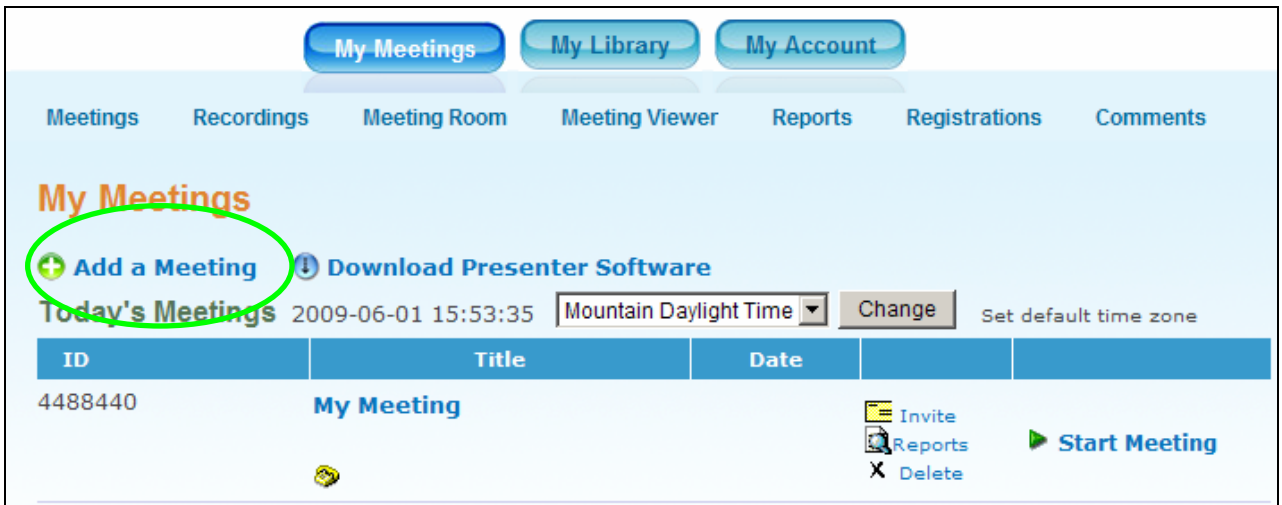 My Meetings My Library My Account
Meetings Recordings Meeting Room Meeting Viewer Reports Registrations Comments
My Meetings
Add a Meeting Download Presenter Software
Today's Meetings 2009-06-01 15:53:35 Mountain Daylight Time Change Set default time zone
ID Title Date
4488440 My Meeting
Invite
Reports Start Meeting
X Delete